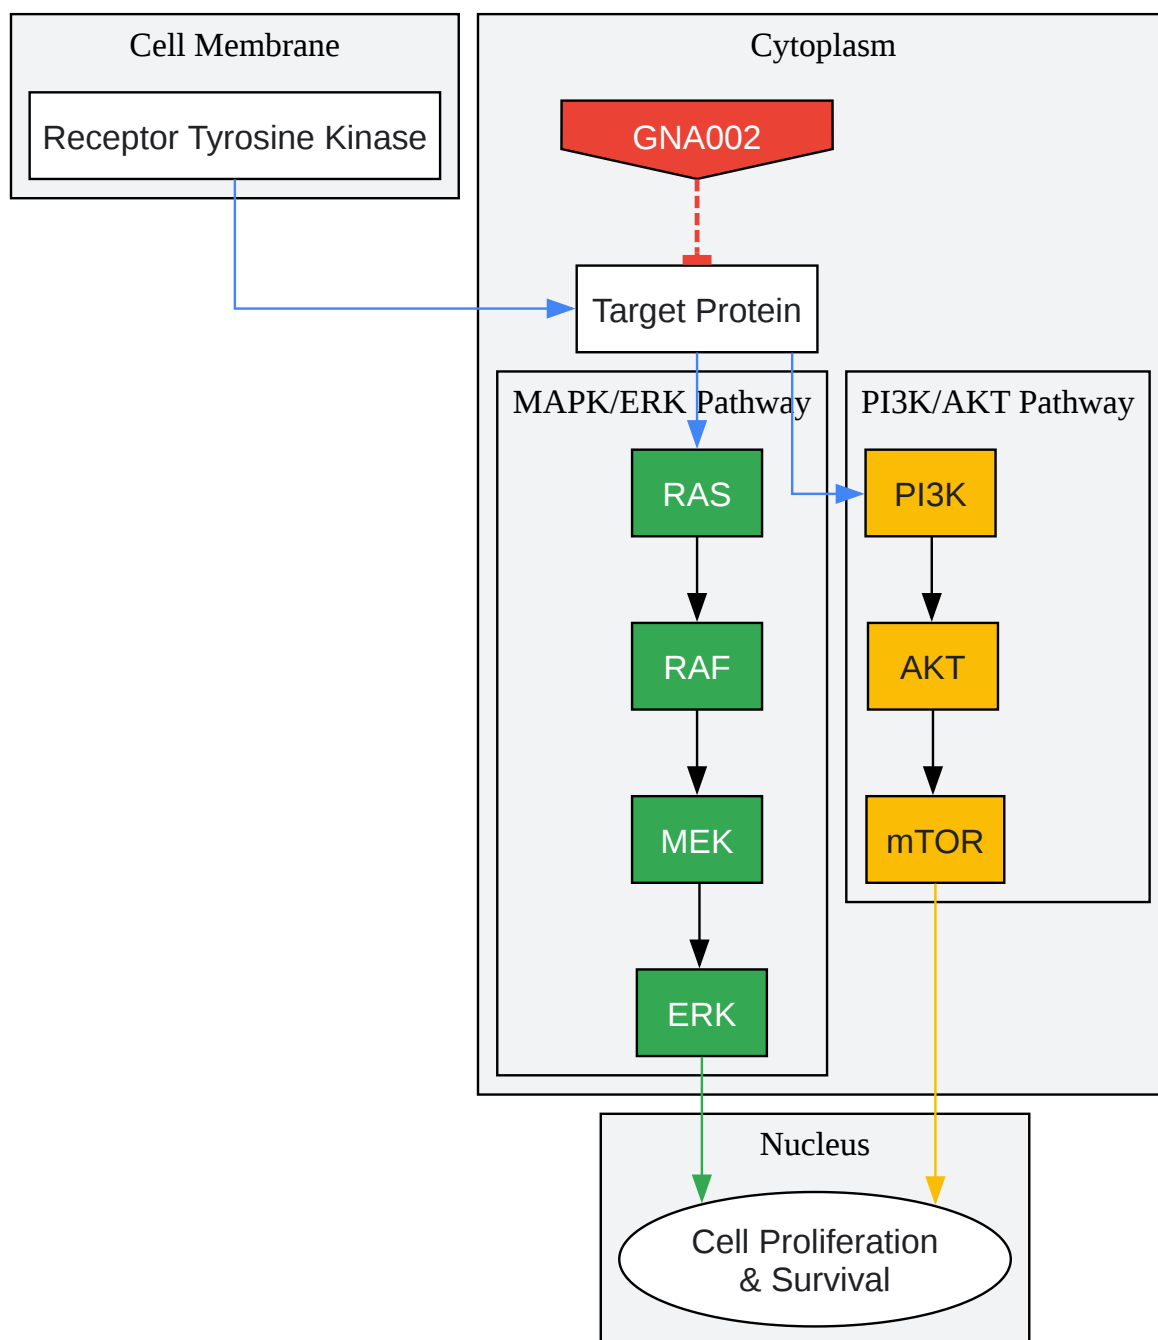 Cell Membrane
Receptor Tyrosine Kinase
Cytoplasm
GNA002
Target Protein
MAPK/ERK Pathway
RAS
RAF
MEK
ERK
PI3K/AKT Pathway
PI3K
AKT
mTOR
Nucleus
Cell Proliferation
& Survival